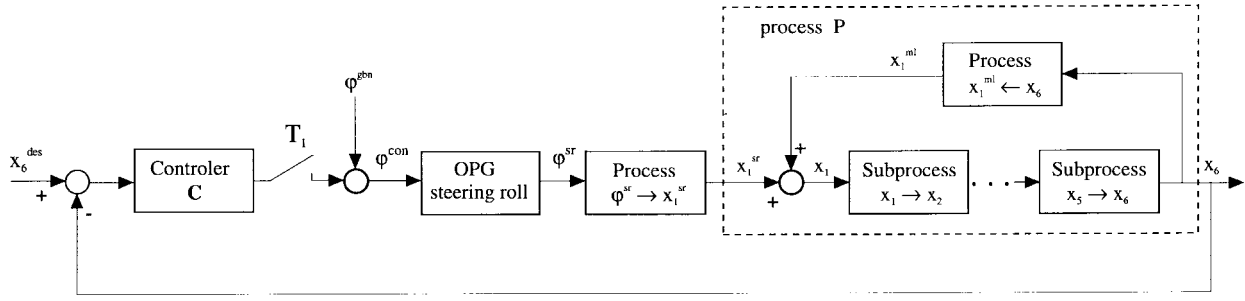 process P
x₁ᵐˡ
Process
x₁ᵐˡ ← x₆
φᵍᵇⁿ
T₁
x₆ᵈᵉˢ
+
-
Controler
C
φᶜᵒⁿ
OPG
steering roll
φˢʳ
Process
φˢʳ → x₁ˢʳ
x₁ˢʳ
+
+
x₁
Subprocess
x₁ → x₂
· · ·
Subprocess
x₅ → x₆
x₆